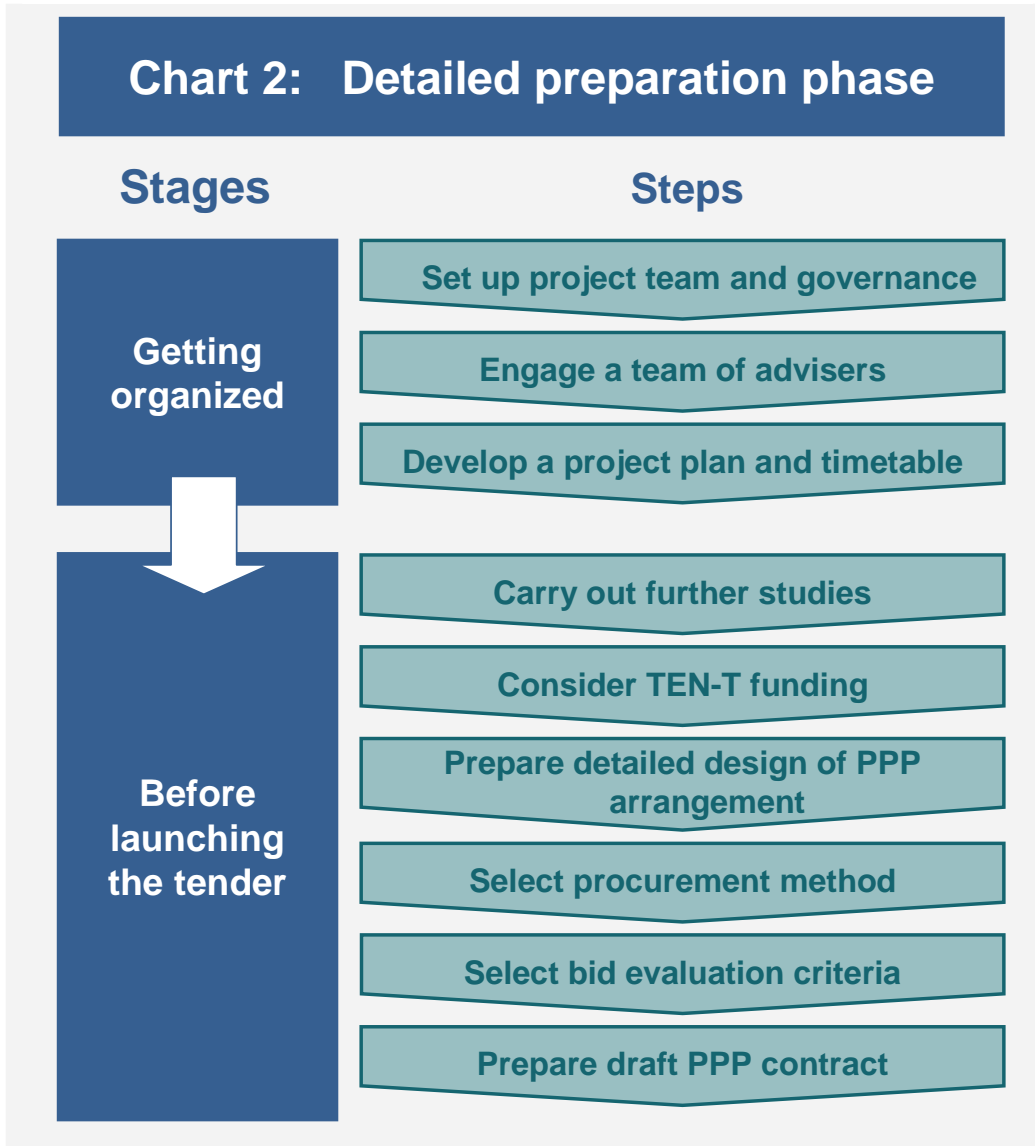 Chart 2: Detailed preparation phase
Stages
Steps
Getting
organized
Set up project team and governance
Engage a team of advisers
Develop a project plan and timetable
Before
launching
the tender
Carry out further studies
Consider TEN-T funding
Prepare detailed design of PPP
arrangement
Select procurement method
Select bid evaluation criteria
Prepare draft PPP contract